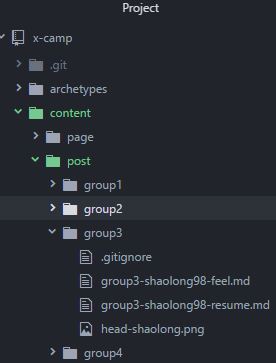 Project
x-camp
.git
archetypes
content
page
post
group1
group2
group3
.gitignore
group3-shaolong98-feel.md
group3-shaolong98-resume.md
head-shaolong.png
group4